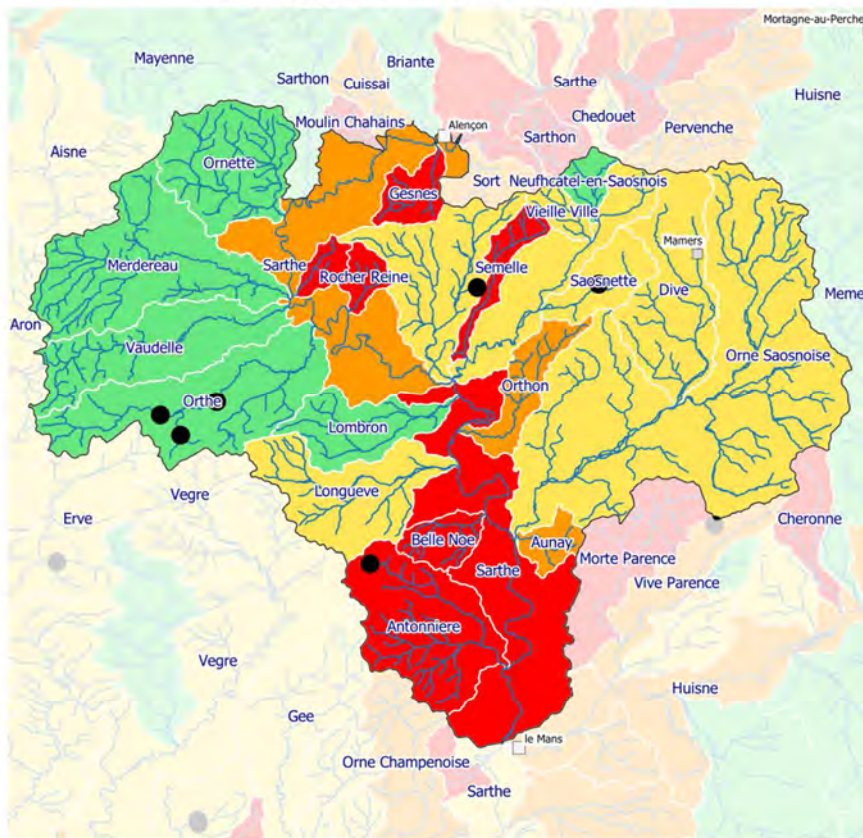 Mortagne-au-Perche
Mayenne
Briante
Sarthon
Cuissai
Sarthe
Huisne
Chedouet
Moulin Chahains
Alençon
Pervenche
Sarthon
Aisne
Ornette
Sort
Neufhcatel-en-Saosnois
Gesnes
Vieille Ville
Mamers
Merdereau
Sarthe
Rocher Reine
Semelle
Saosnette
Dive
Meme
Aron
Vaudelle
Orne Saosnoise
Orthe
Orthon
Lombron
Longueve
Vegre
Erve
Cheronne
Belle Noe
Aunay
Morte Parence
Sarthe
Vive Parence
Antonniere
Vegre
Huisne
Gee
le Mans
Orne Champenoise
Sarthe